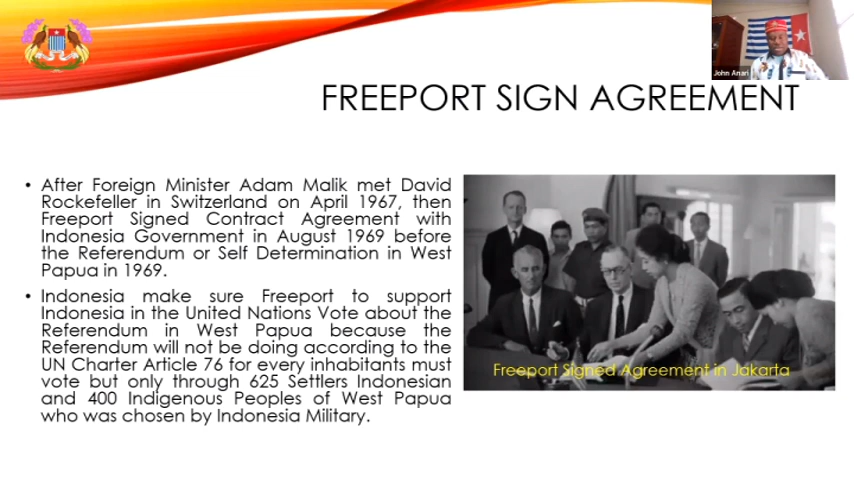 John Anari
FREEPORT SIGN AGREEMENT
• After Foreign Minister Adam Malik met David
Rockefeller in Switzerland on April 1967, then
Freeport Signed Contract Agreement with
Indonesia Government in August 1969 before
the Referendum or Self Determination in West
Papua in 1969.
• Indonesia make sure Freeport to support
Indonesia in the United Nations Vote about the
Referendum in West Papua because the
Referendum will not be doing according to the
UN Charter Article 76 for every inhabitants must
vote but only through 625 Settlers Indonesian
and 400 Indigenous Peoples of West Papua
who was chosen by Indonesia Military.
Freeport Signed Agreement in Jakarta